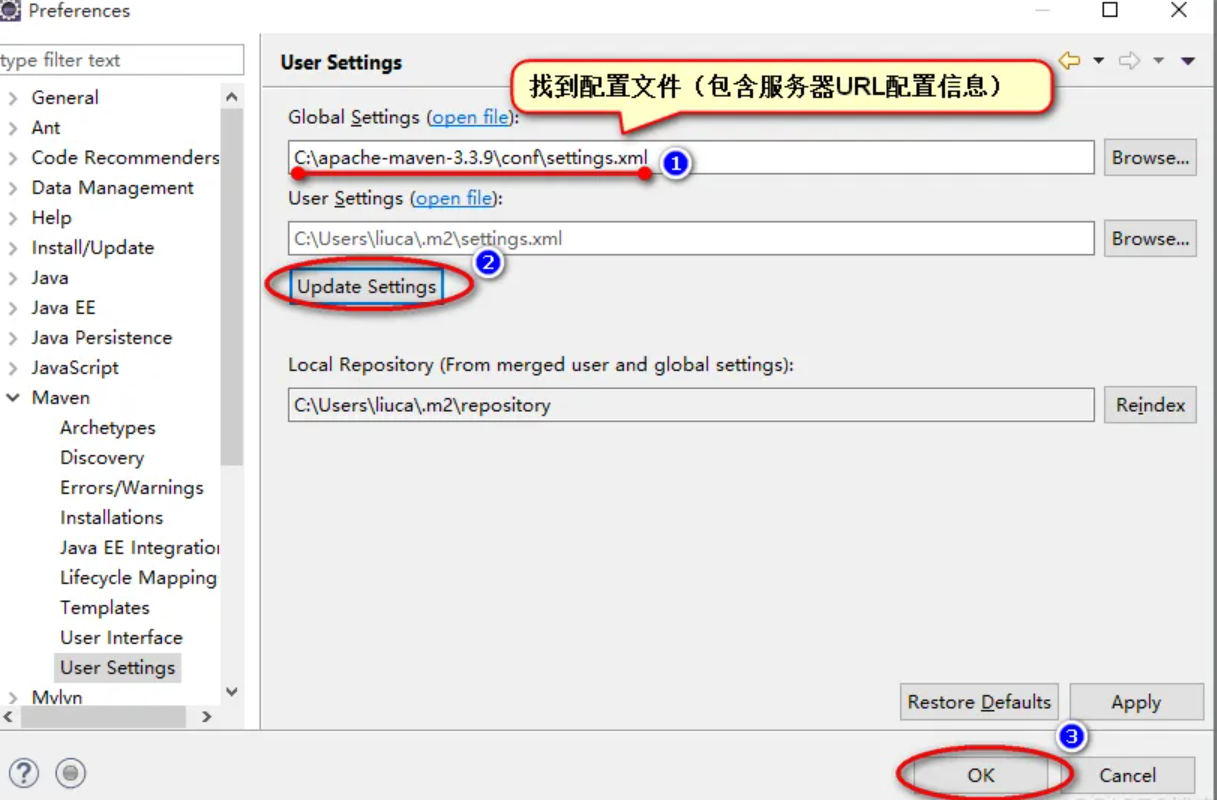 Preferences
type filter text
General
Ant
Code Recommenders
Data Management
Help
Install/Update
Java
Java EE
Java Persistence
JavaScript
Maven
Archetypes
Discovery
Errors/Warnings
Installations
Java EE Integration
Lifecycle Mapping
Templates
User Interface
User Settings
Mylyn
User Settings
找到配置文件（包含服务器URL配置信息）
Global Settings (open file):
C:\apache-maven-3.3.9\conf\settings.xml
1
Browse...
User Settings (open file):
C:\Users\liuca\.m2\settings.xml
Browse...
2
Update Settings
Local Repository (From merged user and global settings):
C:\Users\liuca\.m2\repository
Reindex
Restore Defaults
Apply
3
OK
Cancel